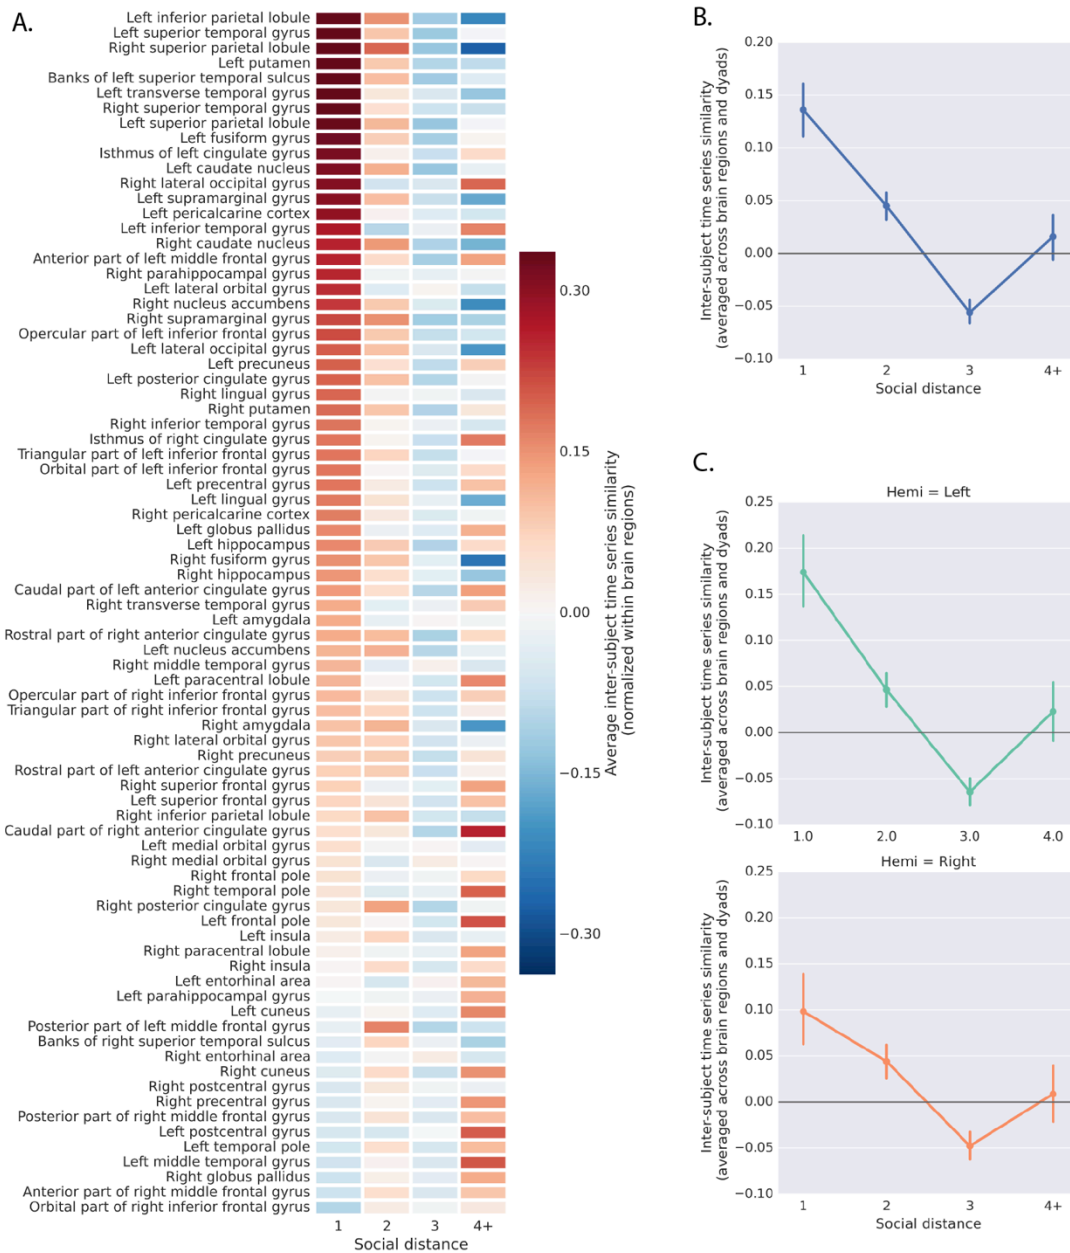 A.
Left inferior parietal lobule
Left superior temporal gyrus
Right superior parietal lobule
Left putamen
Banks of left superior temporal sulcus
Left transverse temporal gyrus
Right superior temporal gyrus
Left superior parietal lobule
Left fusiform gyrus
Isthmus of left cingulate gyrus
Left caudate nucleus
Right lateral occipital gyrus
Left supramarginal gyrus
Left pericalcarine cortex
Left inferior temporal gyrus
Right caudate nucleus
Anterior part of left middle frontal gyrus
Right parahippocampal gyrus
Left lateral orbital gyrus
Right nucleus accumbens
Right supramarginal gyrus
Opercular part of left inferior frontal gyrus
Left lateral occipital gyrus
Left precuneus
Left posterior cingulate gyrus
Right lingual gyrus
Right putamen
Right inferior temporal gyrus
Isthmus of right cingulate gyrus
Triangular part of left inferior frontal gyrus
Orbital part of left inferior frontal gyrus
Left precentral gyrus
Left lingual gyrus
Right pericalcarine cortex
Left globus pallidus
Left hippocampus
Right fusiform gyrus
Right hippocampus
Caudal part of left anterior cingulate gyrus
Right transverse temporal gyrus
Left amygdala
Rostral part of right anterior cingulate gyrus
Left nucleus accumbens
Right middle temporal gyrus
Left paracentral lobule
Opercular part of right inferior frontal gyrus
Triangular part of right inferior frontal gyrus
Right amygdala
Right lateral orbital gyrus
Right precuneus
Rostral part of left anterior cingulate gyrus
Right superior frontal gyrus
Left superior frontal gyrus
Right inferior parietal lobule
Caudal part of right anterior cingulate gyrus
Left medial orbital gyrus
Right medial orbital gyrus
Right frontal pole
Right temporal pole
Right posterior cingulate gyrus
Left frontal pole
Left insula
Right paracentral lobule
Right insula
Left entorhinal area
Left parahippocampal gyrus
Left cuneus
Posterior part of left middle frontal gyrus
Banks of right superior temporal sulcus
Right entorhinal area
Right cuneus
Right postcentral gyrus
Right precentral gyrus
Posterior part of right middle frontal gyrus
Left postcentral gyrus
Left temporal pole
Left middle temporal gyrus
Right globus pallidus
Anterior part of right middle frontal gyrus
Orbital part of right inferior frontal gyrus
1 2 3 4+
Social distance
0.30
0.15
0.00
−0.15
−0.30
Average inter-subject time series similarity
(normalized within brain regions)
B.
Inter-subject time series similarity
(averaged across brain regions and dyads)
0.20
0.15
0.10
0.05
0.00
−0.05
−0.10
1 2 3 4+
Social distance
C.
Hemi = Left
Inter-subject time series similarity
(averaged across brain regions and dyads)
0.25
0.20
0.15
0.10
0.05
0.00
−0.05
−0.10
1.0 2.0 3.0 4.0
Hemi = Right
Inter-subject time series similarity
(averaged across brain regions and dyads)
0.25
0.20
0.15
0.10
0.05
0.00
−0.05
−0.10
1 2 3 4+
Social distance